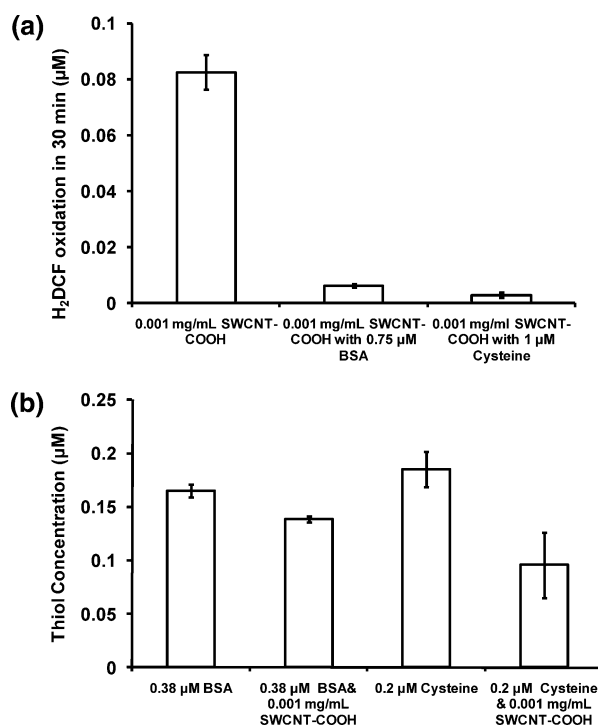 (a)
H₂DCF oxidation in 30 min (µM)
0.1
0.08
0.06
0.04
0.02
0
0.001 mg/mL SWCNT-
COOH
0.001 mg/mL SWCNT-
COOH with 0.75 µM
BSA
0.001 mg/ml SWCNT-
COOH with 1 µM
Cysteine
(b)
Thiol Concentration (µM)
0.25
0.2
0.15
0.1
0.05
0
0.38 µM BSA
0.38 µM BSA&
0.001 mg/mL
SWCNT-COOH
0.2 µM Cysteine
0.2 µM Cysteine
& 0.001 mg/mL
SWCNT-COOH